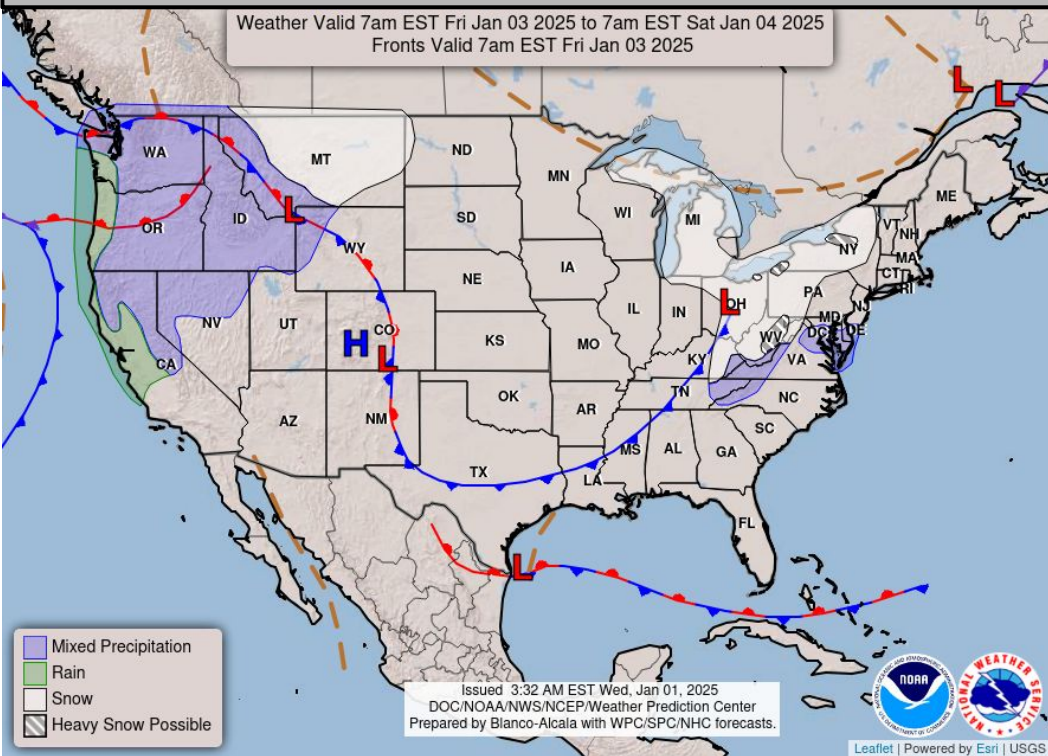 Weather Valid 7am EST Fri Jan 03 2025 to 7am EST Sat Jan 04 2025
Fronts Valid 7am EST Fri Jan 03 2025
L
L
WA
MT
ND
MN
ME
OR
ID
L
SD
WI
MI
VT
NH
NY
WY
MA
CT
RI
IA
NE
PA
L
OH
NJ
NV
UT
H
CO
L
KS
IL
IN
MO
MD
DC
DE
WV
CA
KY
VA
OK
TN
NC
AZ
NM
AR
SC
MS
AL
GA
TX
LA
FL
L
Mixed Precipitation
Rain
Snow
Heavy Snow Possible
Issued 3:32 AM EST Wed, Jan 01, 2025
DOC/NOAA/NWS/NCEP/Weather Prediction Center
Prepared by Blanco-Alcala with WPC/SPC/NHC forecasts.
NOAA
NATIONAL WEATHER SERVICE
Leaflet | Powered by Esri | USGS